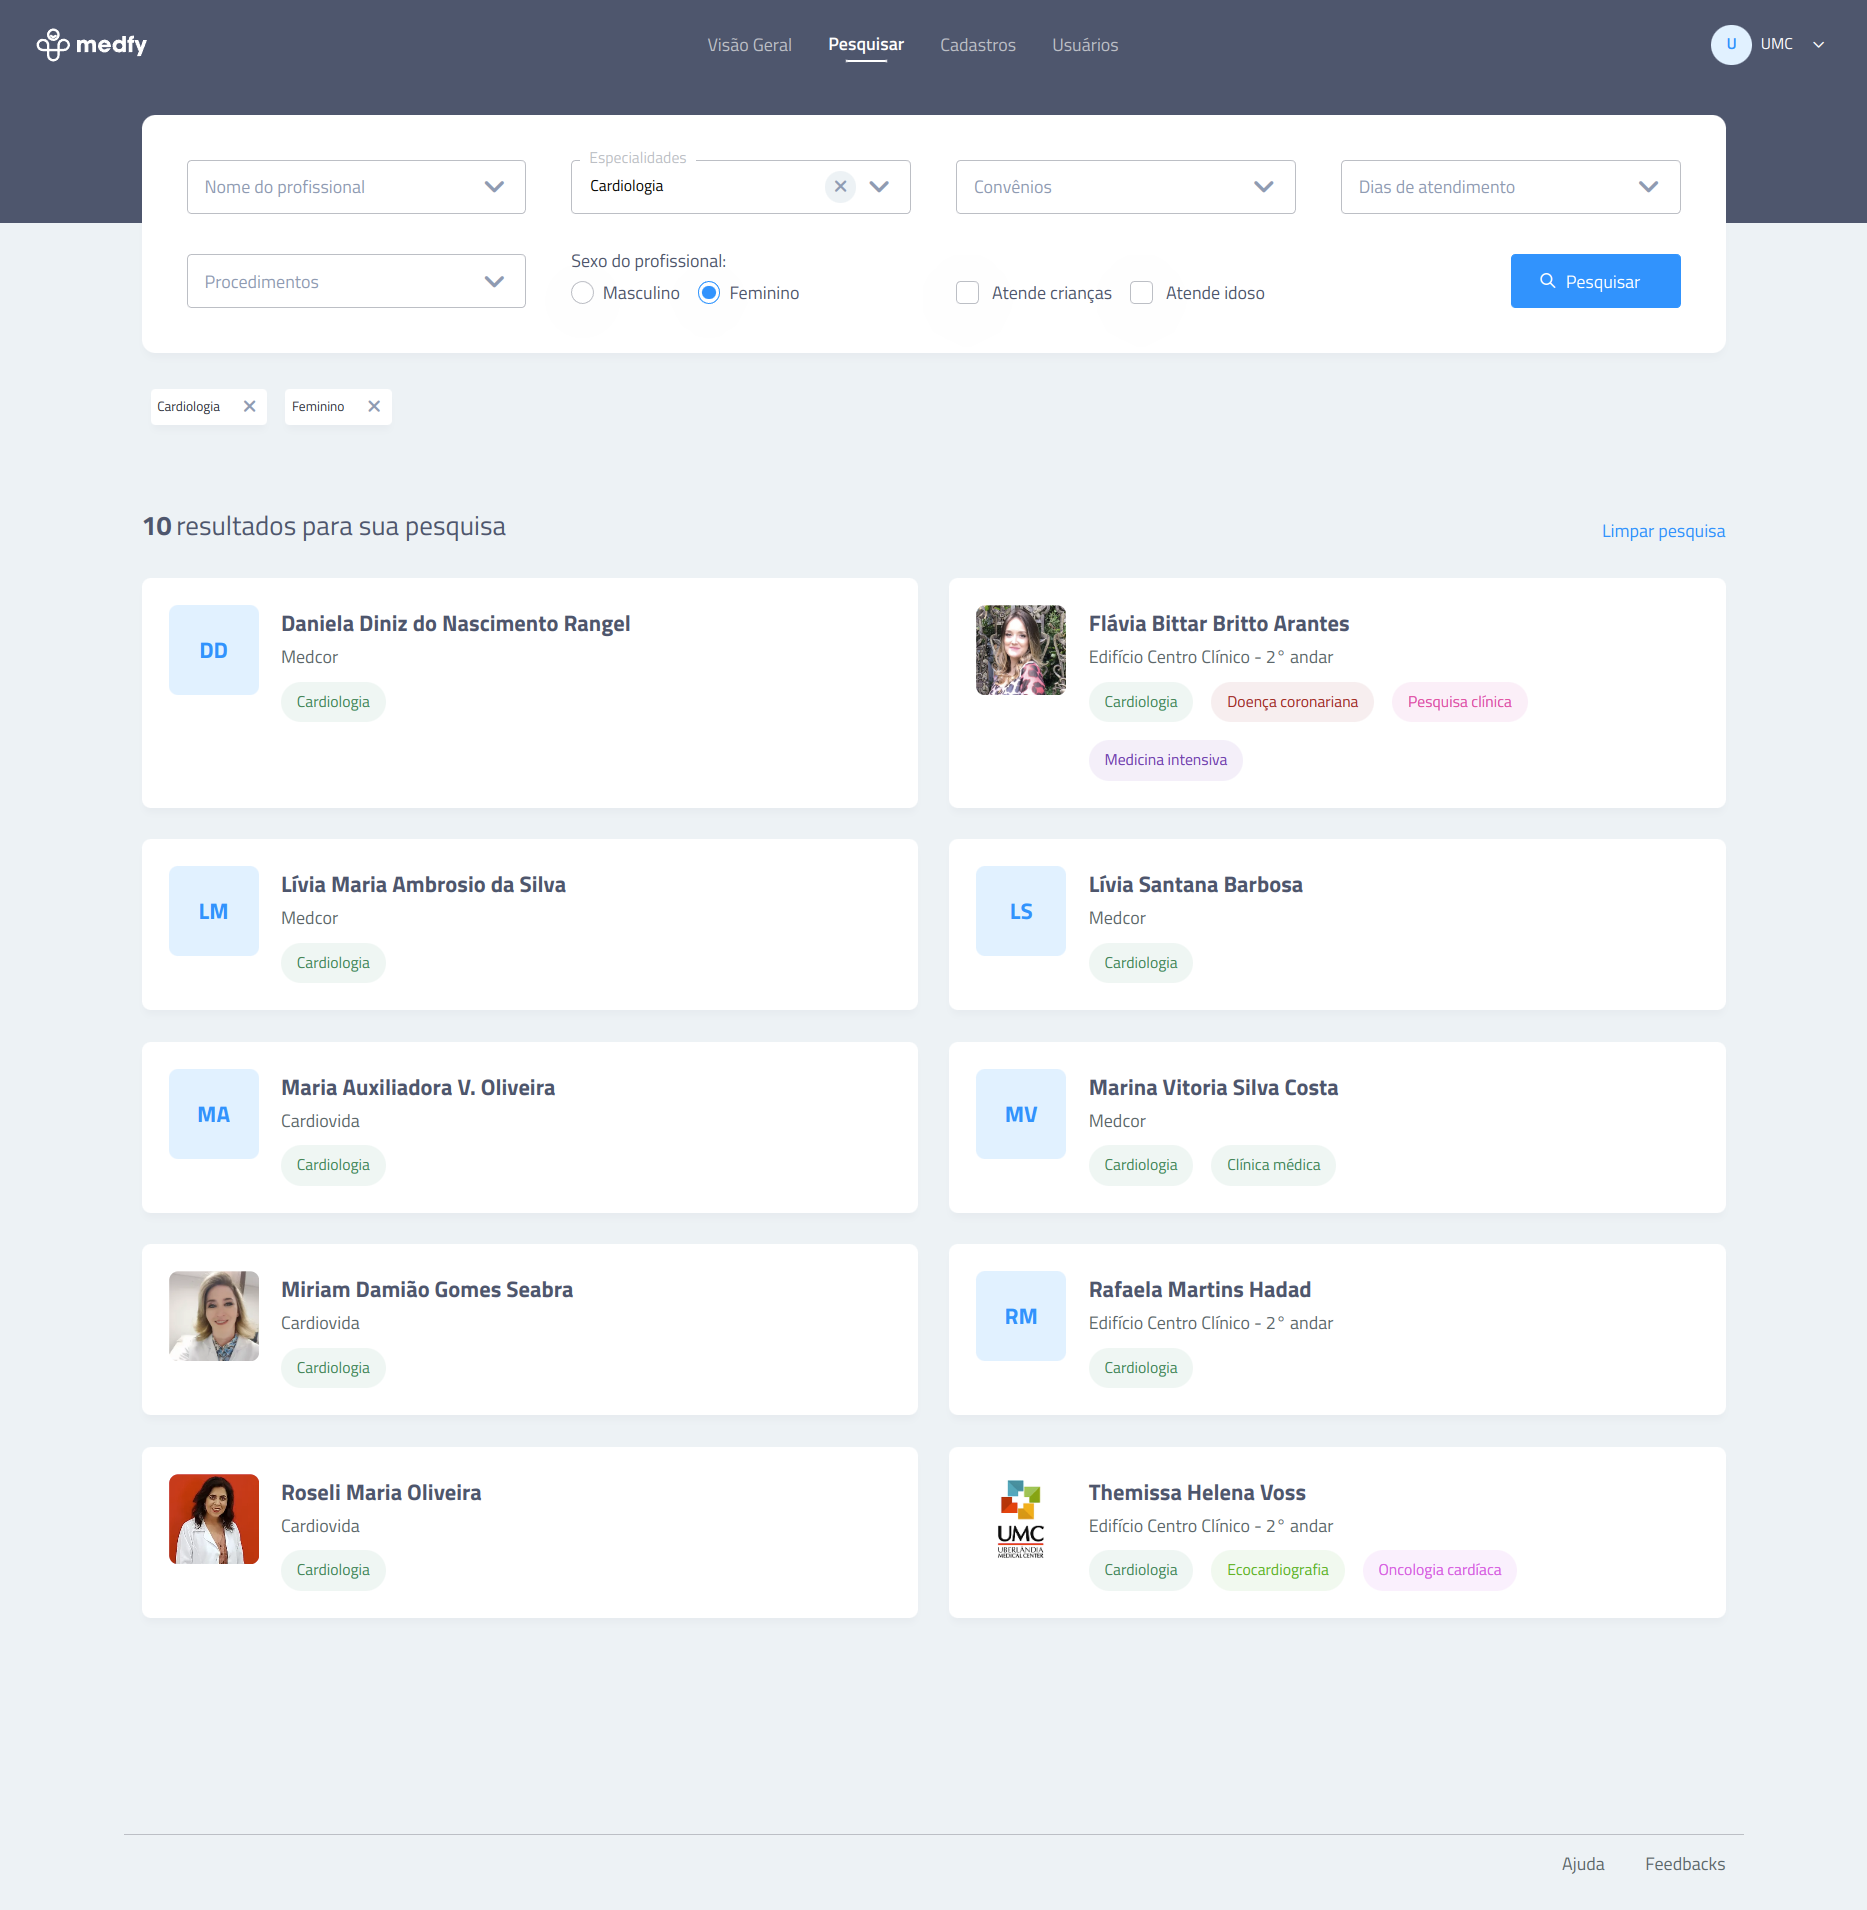 medfy
Visão Geral
Pesquisar
Cadastros
Usuários
U
UMC
Nome do profissional
Especialidades
Cardiologia
Convênios
Dias de atendimento
Procedimentos
Sexo do profissional:
Masculino
Feminino
Atende crianças
Atende idoso
Pesquisar
Cardiologia
Feminino
10 resultados para sua pesquisa
Limpar pesquisa
DD
Daniela Diniz do Nascimento Rangel
Medcor
Cardiologia
Flávia Bittar Britto Arantes
Edifício Centro Clínico - 2° andar
Cardiologia
Doença coronariana
Pesquisa clínica
Medicina intensiva
LM
Lívia Maria Ambrosio da Silva
Medcor
Cardiologia
LS
Lívia Santana Barbosa
Medcor
Cardiologia
MA
Maria Auxiliadora V. Oliveira
Cardiovida
Cardiologia
MV
Marina Vitoria Silva Costa
Medcor
Cardiologia
Clínica médica
Miriam Damião Gomes Seabra
Cardiovida
Cardiologia
RM
Rafaela Martins Hadad
Edifício Centro Clínico - 2° andar
Cardiologia
Roseli Maria Oliveira
Cardiovida
Cardiologia
UMC
UBERLANDIA
MEDICAL CENTER
Themissa Helena Voss
Edifício Centro Clínico - 2° andar
Cardiologia
Ecocardiografia
Oncologia cardíaca
Ajuda
Feedbacks